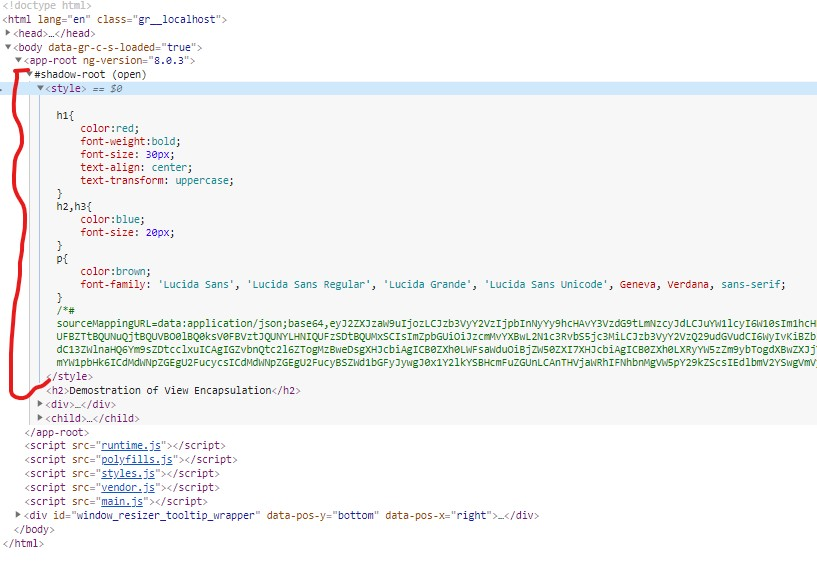 <!doctype html>
<html lang="en" class="gr__localhost">
<head>…</head>
<body data-gr-c-s-loaded="true">
<app-root ng-version="8.0.3">
#shadow-root (open)
<style> == $0
h1{
color:red;
font-weight:bold;
font-size: 30px;
text-align: center;
text-transform: uppercase;
}
h2,h3{
color:blue;
font-size: 20px;
}
p{
color:brown;
font-family: 'Lucida Sans', 'Lucida Sans Regular', 'Lucida Grande', 'Lucida Sans Unicode', Geneva, Verdana, sans-serif;
}
/*#
sourceMappingURL=data:application/json;base64,
</style>
<h2>Demostration of View Encapsulation</h2>
<div>…</div>
<child>…</child>
</app-root>
<script src="runtime.js"></script>
<script src="polyfills.js"></script>
<script src="styles.js"></script>
<script src="vendor.js"></script>
<script src="main.js"></script>
<div id="window_resizer_tooltip_wrapper" data-pos-y="bottom" data-pos-x="right">…</div>
</body>
</html>